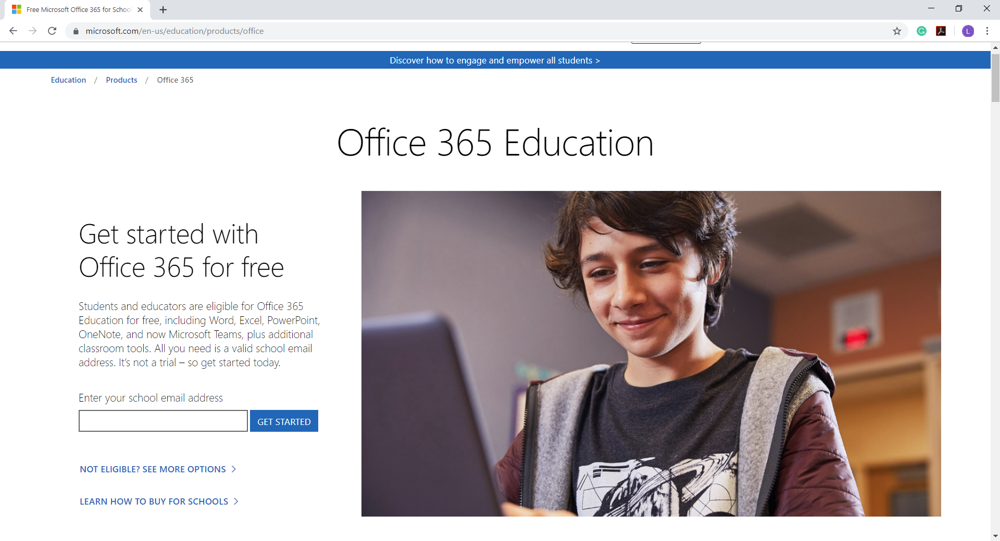 Free Microsoft Office 365 for School
microsoft.com/en-us/education/products/office
L
Discover how to engage and empower all students >
Education / Products / Office 365
Office 365 Education
Get started with
Office 365 for free
Students and educators are eligible for Office 365
Education for free, including Word, Excel, PowerPoint,
OneNote, and now Microsoft Teams, plus additional
classroom tools. All you need is a valid school email
address. It's not a trial – so get started today.
Enter your school email address
GET STARTED
NOT ELIGIBLE? SEE MORE OPTIONS >
LEARN HOW TO BUY FOR SCHOOLS >